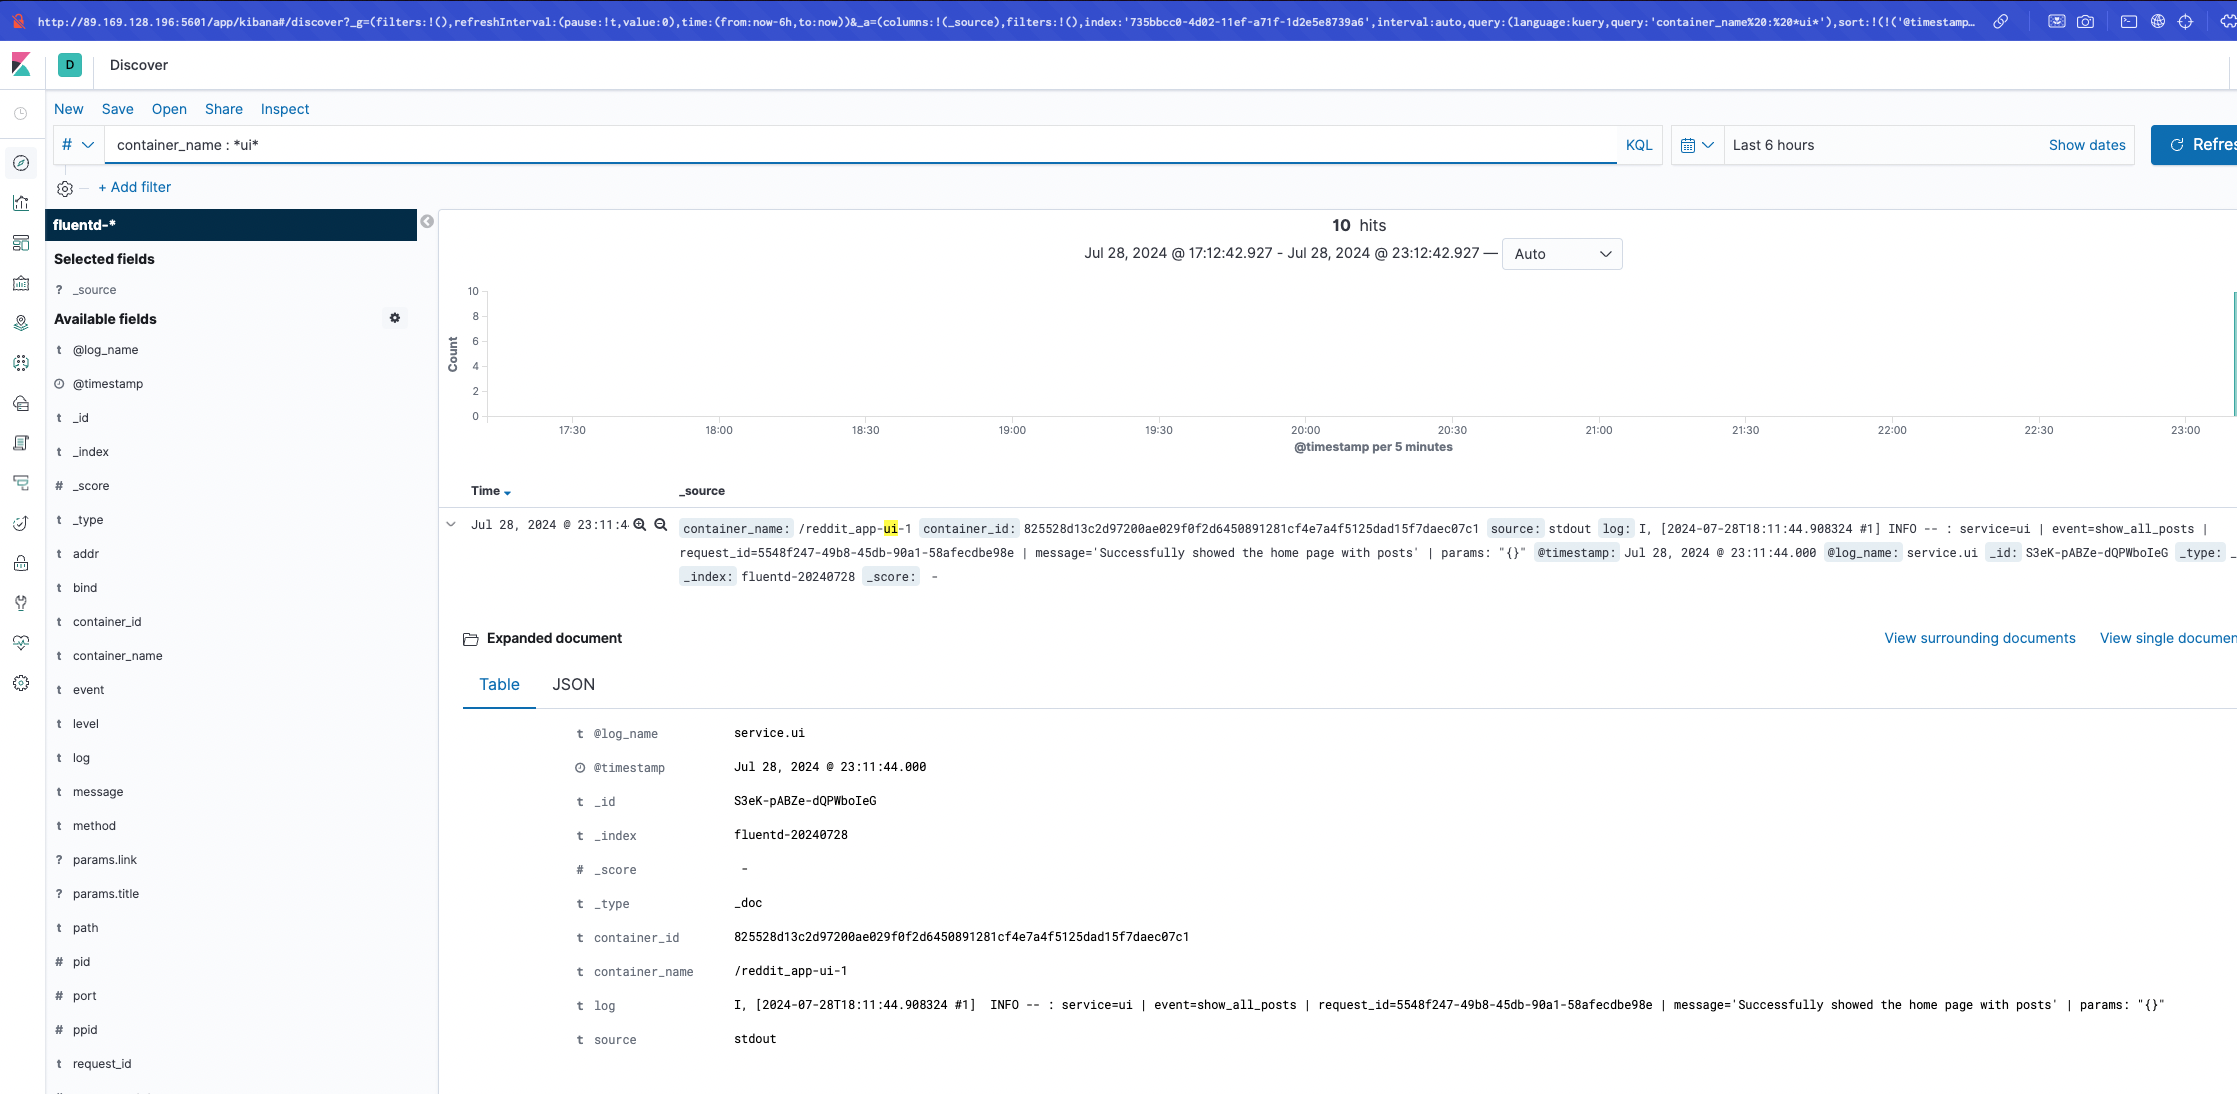 http://89.169.128.196:5601/app/kibana#/discover?_g=(filters:!(),refreshInterval:(pause:!t,value:0),time:(from:now-6h,to:now))&_a=(columns:!(_source),filters:!(),index:'735bbcc0-4d02-11ef-a71f-1d2e5e8739a6',interval:auto,query:(language:kuery,query:'container_name%20:%20*ui*'),sort:!(!('@timestamp…
D Discover
New Save Open Share Inspect
# container_name : *ui* KQL Last 6 hours Show dates Refres
+ Add filter
fluentd-*
Selected fields
? _source
Available fields
t @log_name
@timestamp
t _id
t _index
# _score
t _type
t addr
t bind
t container_id
t container_name
t event
t level
t log
t message
t method
? params.link
? params.title
t path
# pid
# port
# ppid
t request_id
10 hits
Jul 28, 2024 @ 17:12:42.927 - Jul 28, 2024 @ 23:12:42.927 — Auto
Count
10
8
6
4
2
0
17:30 18:00 18:30 19:00 19:30 20:00 20:30 21:00 21:30 22:00 22:30 23:00
@timestamp per 5 minutes
Time _source
Jul 28, 2024 @ 23:11:4
container_name: /reddit_app-ui-1 container_id: 825528d13c2d97200ae029f0f2d6450891281cf4e7a4f5125dad15f7daec07c1 source: stdout log: I, [2024-07-28T18:11:44.908324 #1] INFO -- : service=ui | event=show_all_posts |
request_id=5548f247-49b8-45db-90a1-58afecdbe98e | message='Successfully showed the home page with posts' | params: "{}" @timestamp: Jul 28, 2024 @ 23:11:44.000 @log_name: service.ui _id: S3eK-pABZe-dQPWboIeG _type: _
_index: fluentd-20240728 _score: -
Expanded document View surrounding documents View single documen
Table JSON
t @log_name service.ui
@timestamp Jul 28, 2024 @ 23:11:44.000
t _id S3eK-pABZe-dQPWboIeG
t _index fluentd-20240728
# _score -
t _type _doc
t container_id 825528d13c2d97200ae029f0f2d6450891281cf4e7a4f5125dad15f7daec07c1
t container_name /reddit_app-ui-1
t log I, [2024-07-28T18:11:44.908324 #1]  INFO -- : service=ui | event=show_all_posts | request_id=5548f247-49b8-45db-90a1-58afecdbe98e | message='Successfully showed the home page with posts' | params: "{}"
t source stdout